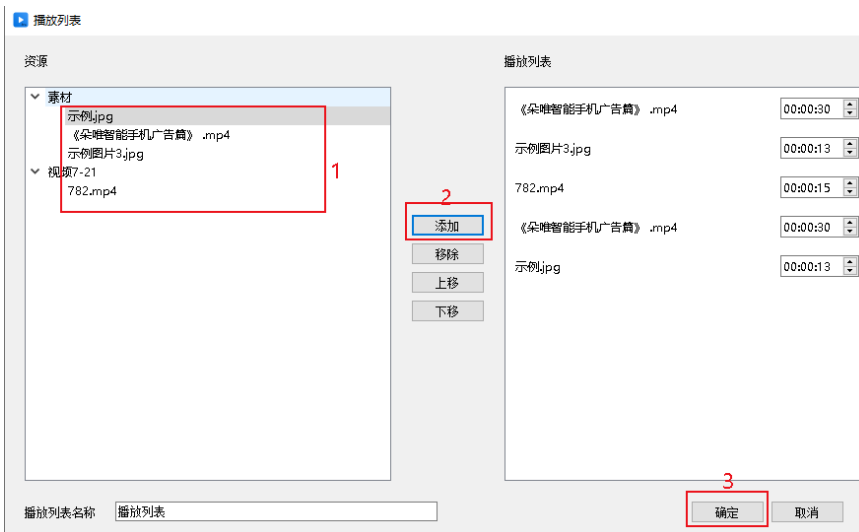 播放列表
资源
素材
示例.jpg
《朵唯智能手机广告篇》 .mp4
示例图片3.jpg
视频7-21
782.mp4
1
2
添加
移除
上移
下移
播放列表
《朵唯智能手机广告篇》 .mp4 00:00:30
示例图片3.jpg 00:00:13
782.mp4 00:00:15
《朵唯智能手机广告篇》 .mp4 00:00:30
示例.jpg 00:00:13
3
播放列表名称 播放列表
确定 取消